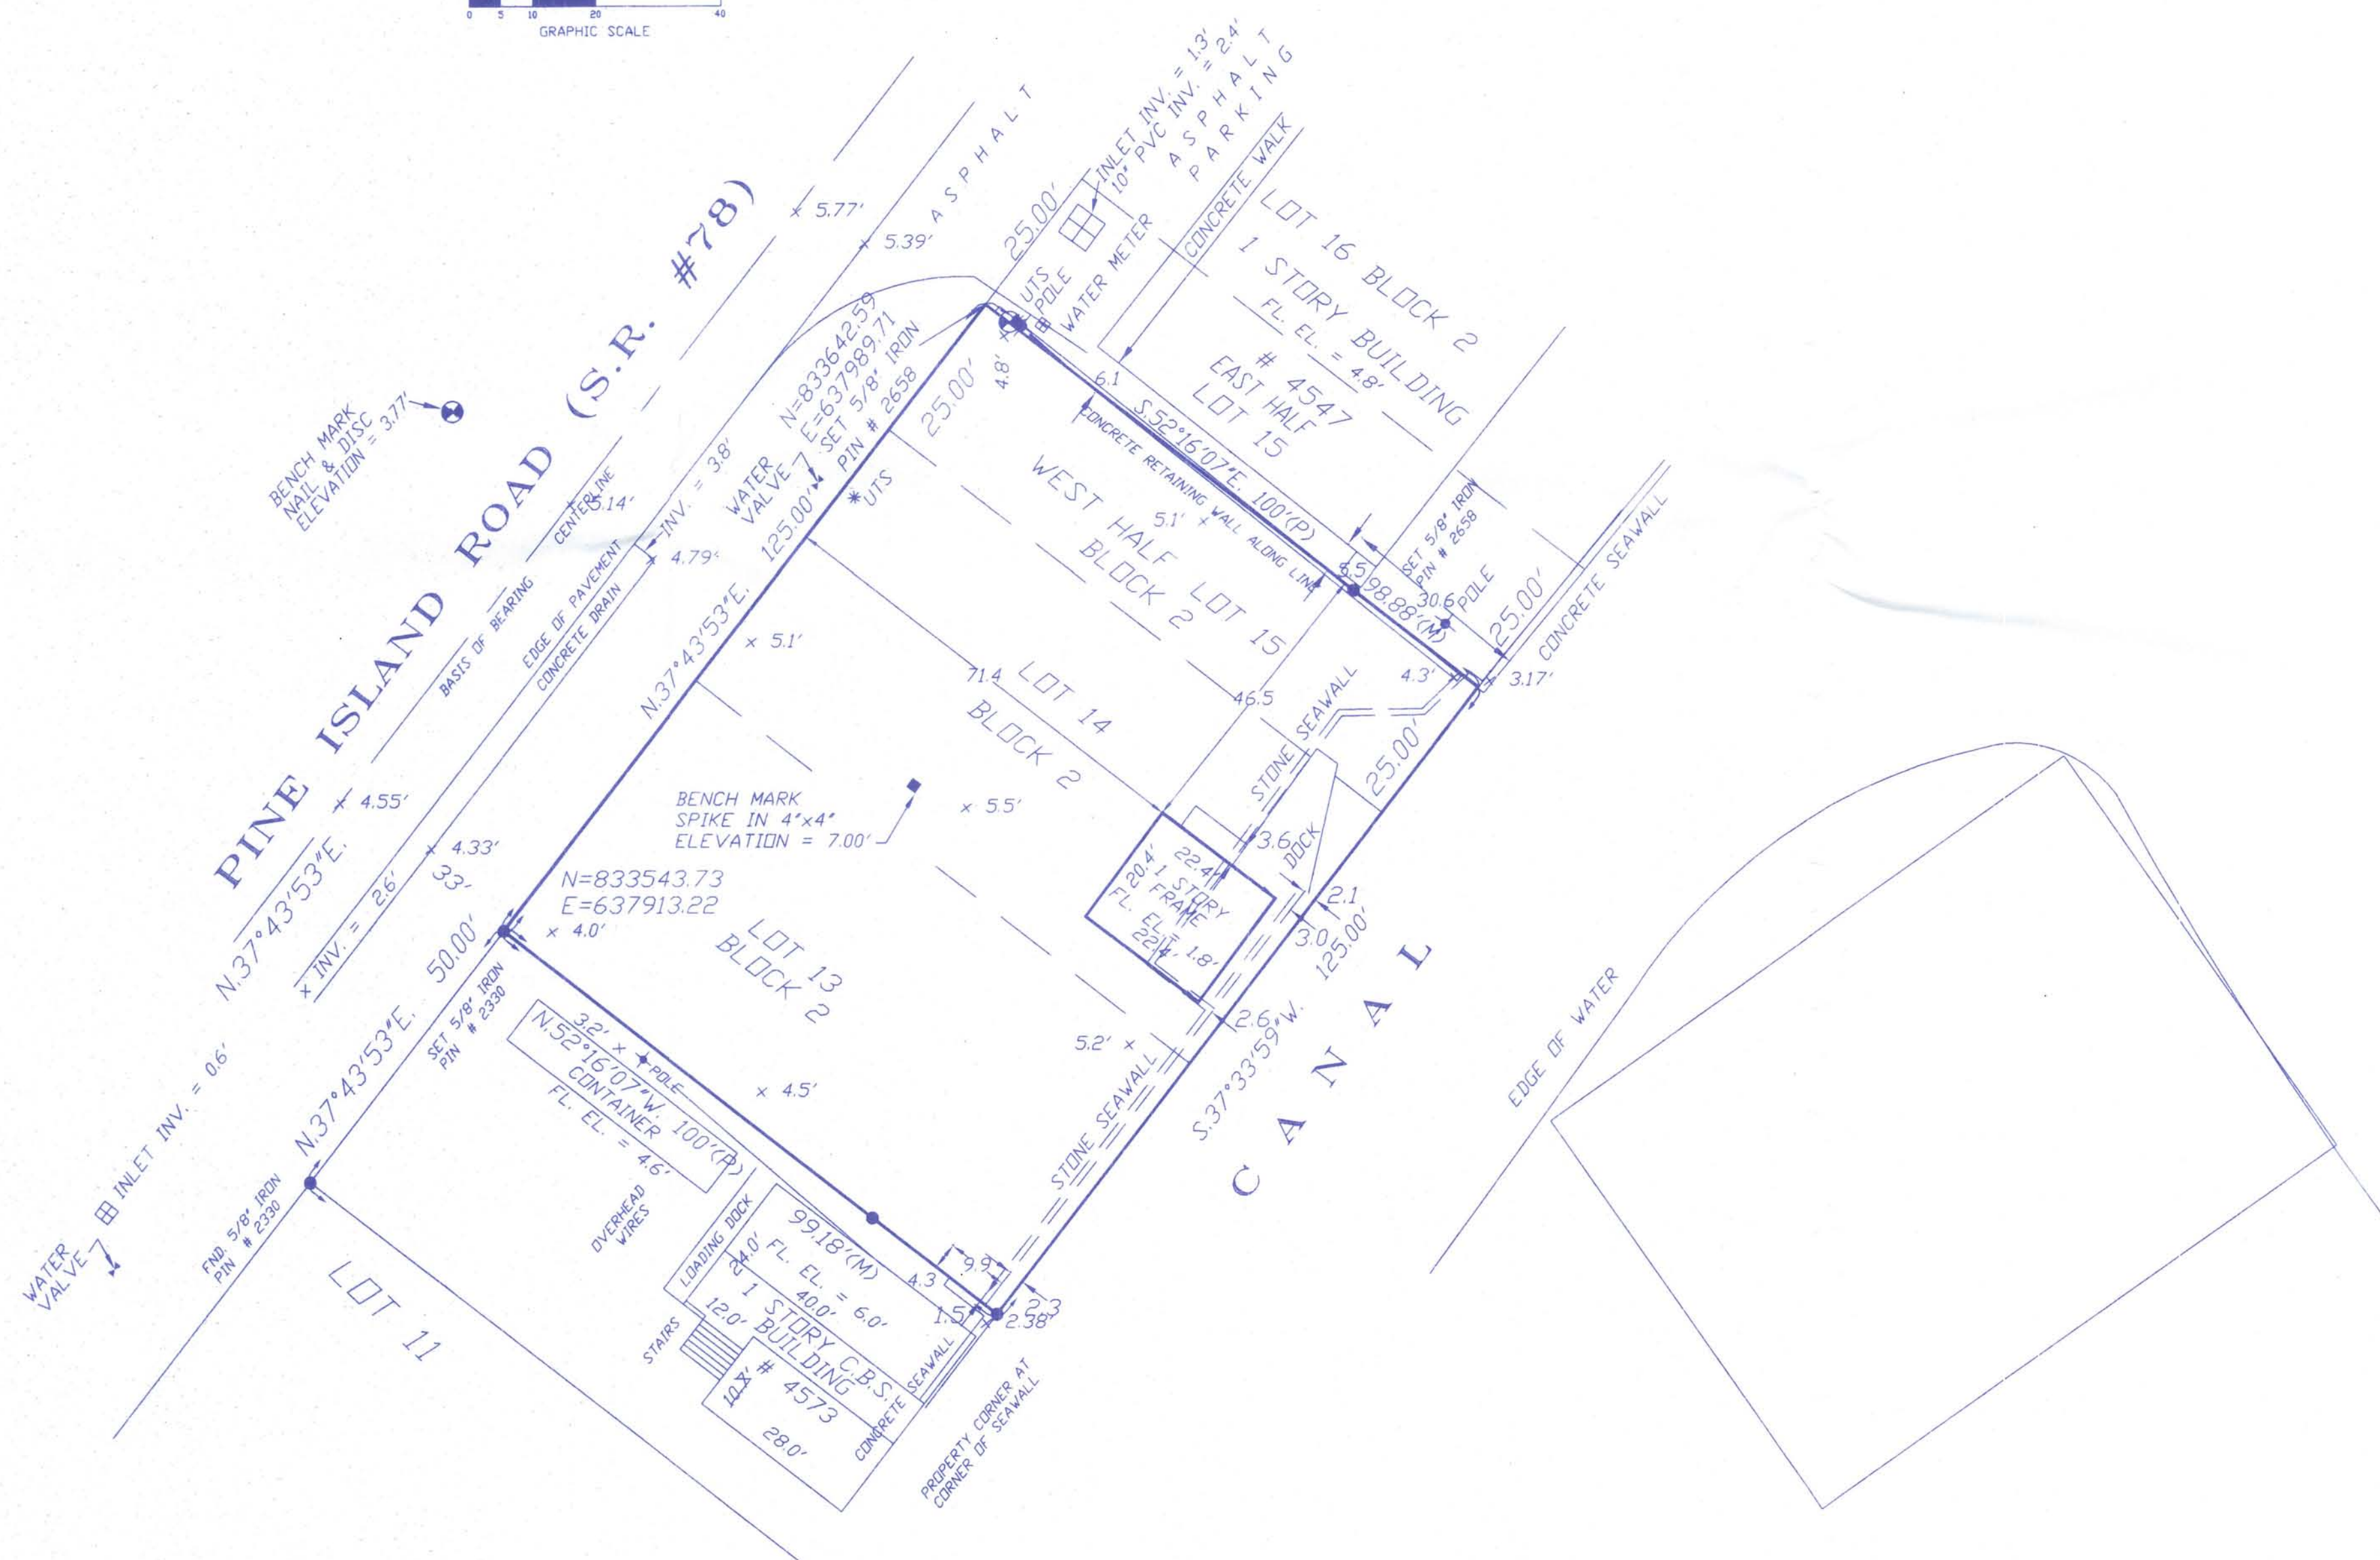 0 5 10 20 40
GRAPHIC SCALE
INLET INV. = 1.3'
10" PVC INV. = 2.4'
ASPHALT
PARKING
CONCRETE WALK
ASPHALT
25.00'
PINE ISLAND ROAD (S.R. #78)
5.77'
5.39'
UTS
POLE
WATER METER
LOT 16 BLOCK 2
1 STORY BUILDING
FL. EL. = 4.8'
# 4547
EAST HALF
LOT 15
BENCH MARK
NAIL & DISC
ELEVATION = 3.77'
N=833642.59
E=637989.71
SET 5/8" IRON
PIN # 2658
WATER
VALVE
25.00'
UTS
4.8'
6.1
S.52°16'07"E. 100'(P)
CONCRETE RETAINING WALL ALONG LINE
WEST HALF LOT 15
BLOCK 2
5.1'
CENTERLINE
5.14'
INV. = 3.8'
4.79'
125.00'
N.37°43'53"E.
SET 5/8" IRON
PIN # 2658
98.88'(M)
30.6
POLE
25.00'
CONCRETE SEAWALL
BASIS OF BEARING
EDGE OF PAVEMENT
CONCRETE DRAIN
5.1'
71.4
LOT 14
BLOCK 2
46.5
4.3'
3.17'
STONE SEAWALL
25.00'
4.55'
4.33'
33'
N.37°43'53"E.
INV. = 2.6'
BENCH MARK
SPIKE IN 4"x4"
ELEVATION = 7.00'
5.5'
3.6
DOCK
20.4'
22.4'
1 STORY
FRAME
FL. EL. = 1.8'
22.4'
2.1
3.0
125.00'
2.6
S.37°33'59"W.
CANAL
EDGE OF WATER
N=833543.73
E=637913.22
4.0'
50.00'
N.37°43'53"E.
SET 5/8" IRON
PIN # 2330
LOT 13
BLOCK 2
5.2'
STONE SEAWALL
3.2'
POLE
4.5'
N.52°16'07"W. 100'(P)
CONTAINER
FL. EL. = 4.6'
OVERHEAD
WIRES
INLET INV. = 0.6'
WATER
VALVE
FND. 5/8" IRON
PIN # 2330
LOT 11
LOADING DOCK
99.18'(M)
24.0'
FL. EL. = 6.0'
40.0'
1 STORY C.B.S.
BUILDING
12.0'
# 4573
28.0'
STAIRS
4.3
9.9
1.5
2.3
2.38'
CONCRETE SEAWALL
PROPERTY CORNER AT
CORNER OF SEAWALL